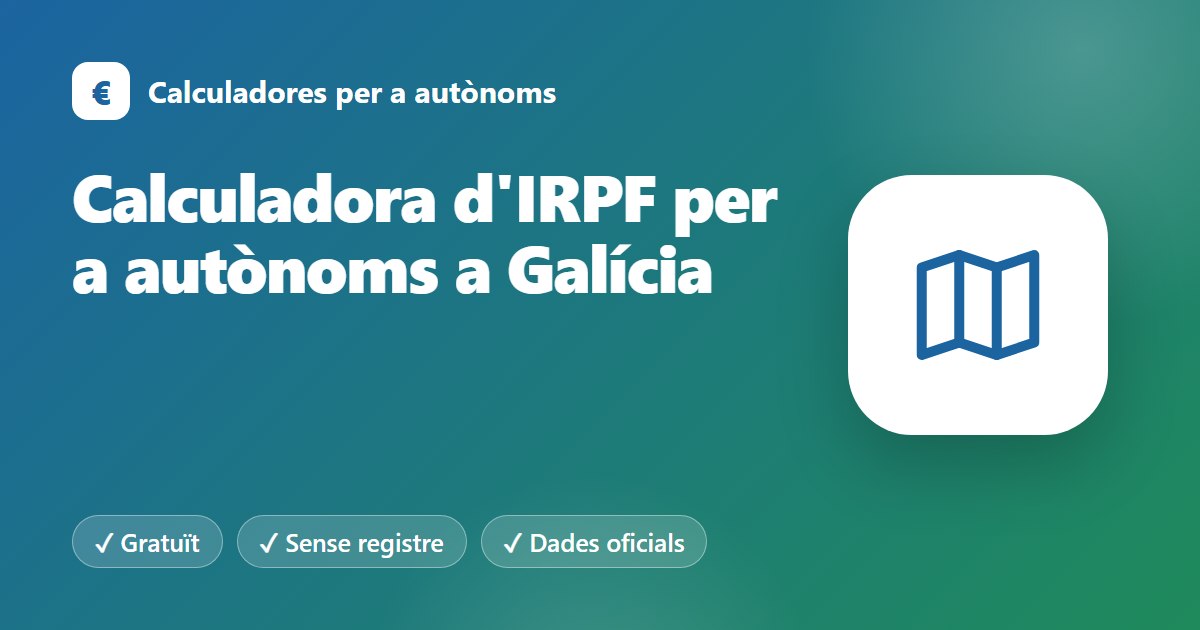 €
Calculadores per a autònoms
Calculadora d'IRPF per
a autònoms a Galícia
✓ Gratuït
✓ Sense registre
✓ Dades oficials